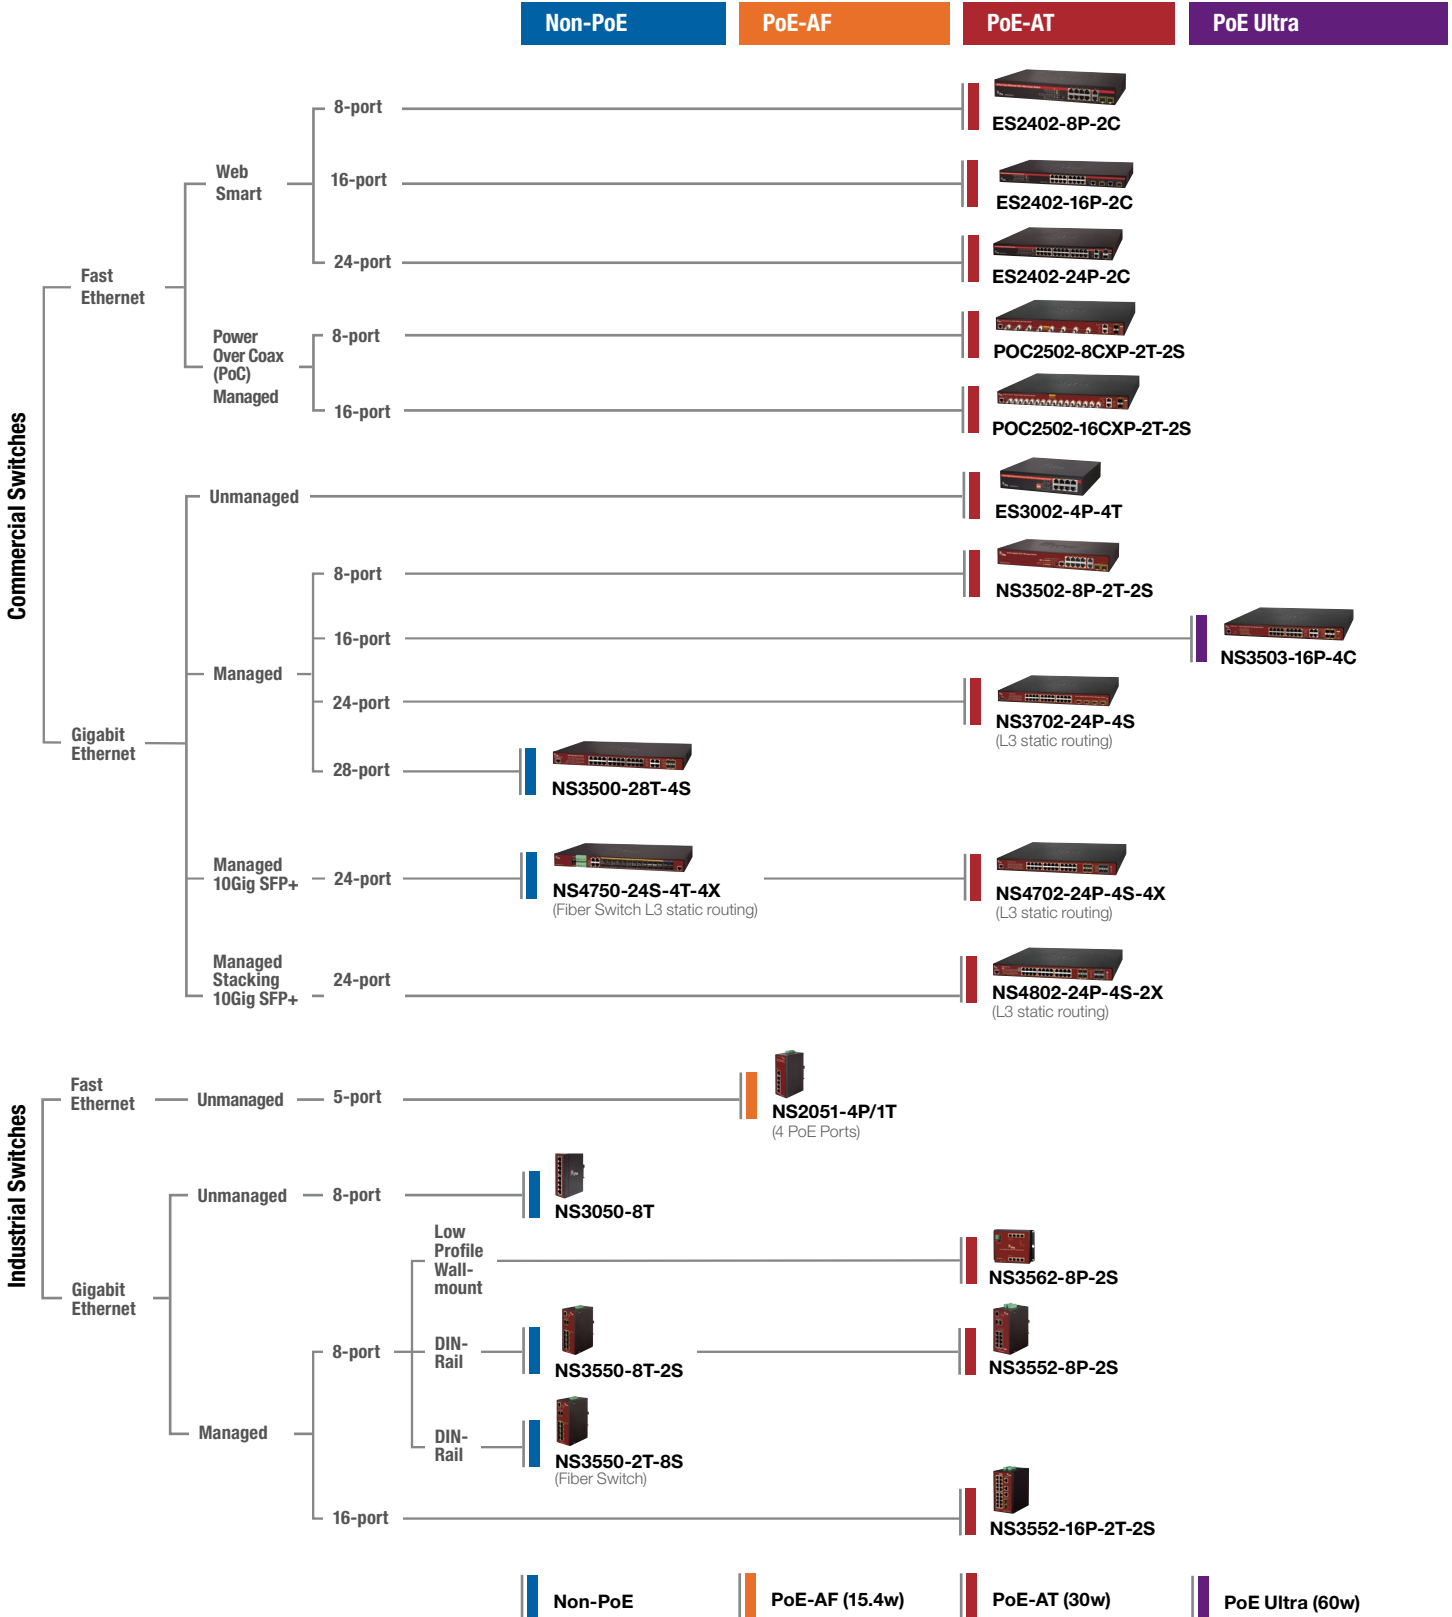 Non-PoE
PoE-AF
PoE-AT
PoE Ultra
Commercial Switches
Fast
Ethernet
Web
Smart
8-port
ES2402-8P-2C
16-port
ES2402-16P-2C
24-port
ES2402-24P-2C
Power
Over Coax
(PoC)
Managed
8-port
POC2502-8CXP-2T-2S
16-port
POC2502-16CXP-2T-2S
Gigabit
Ethernet
Unmanaged
ES3002-4P-4T
Managed
8-port
NS3502-8P-2T-2S
16-port
NS3503-16P-4C
24-port
NS3702-24P-4S
(L3 static routing)
28-port
NS3500-28T-4S
Managed
10Gig SFP+
24-port
NS4750-24S-4T-4X
(Fiber Switch L3 static routing)
NS4702-24P-4S-4X
(L3 static routing)
Managed
Stacking
10Gig SFP+
24-port
NS4802-24P-4S-2X
(L3 static routing)
Industrial Switches
Fast
Ethernet
Unmanaged
5-port
NS2051-4P/1T
(4 PoE Ports)
Gigabit
Ethernet
Unmanaged
8-port
NS3050-8T
Managed
8-port
Low
Profile
Wall-
mount
NS3562-8P-2S
DIN-
Rail
NS3550-8T-2S
NS3552-8P-2S
DIN-
Rail
NS3550-2T-8S
(Fiber Switch)
16-port
NS3552-16P-2T-2S
Non-PoE
PoE-AF (15.4w)
PoE-AT (30w)
PoE Ultra (60w)